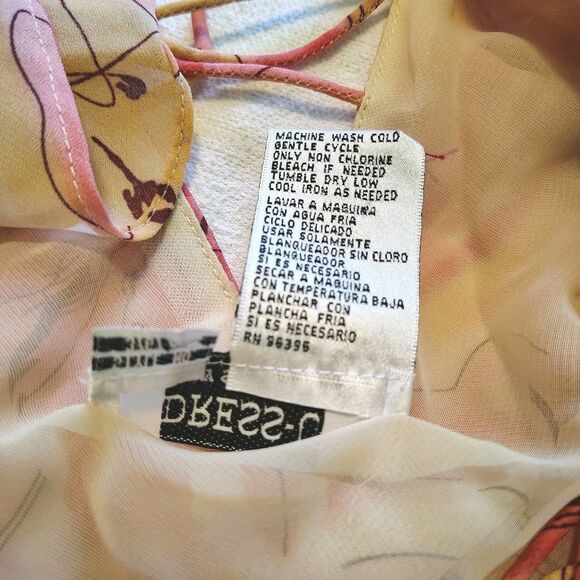 MACHINE WASH COLD
GENTLE CYCLE
ONLY NON CHLORINE
BLEACH IF NEEDED
TUMBLE DRY LOW
COOL IRON AS NEEDED
LAVAR A MAQUINA
CON AGUA FRIA
CICLO DELICADO
USAR SOLAMENTE
BLANQUEADOR SIN CLORO
BLANQUEADOR
SI ES NECESARIO
SECAR A MAQUINA
CON TEMPERATURA BAJA
PLANCHAR CON
PLANCHA FRIA
SI ES NECESARIO
RN 96396
DRESS-